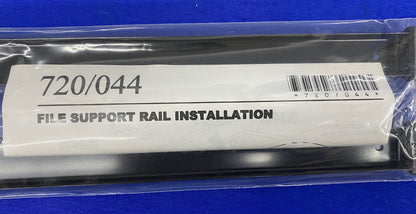 720/044
*720/044*
FILE SUPPORT RAIL INSTALLATION